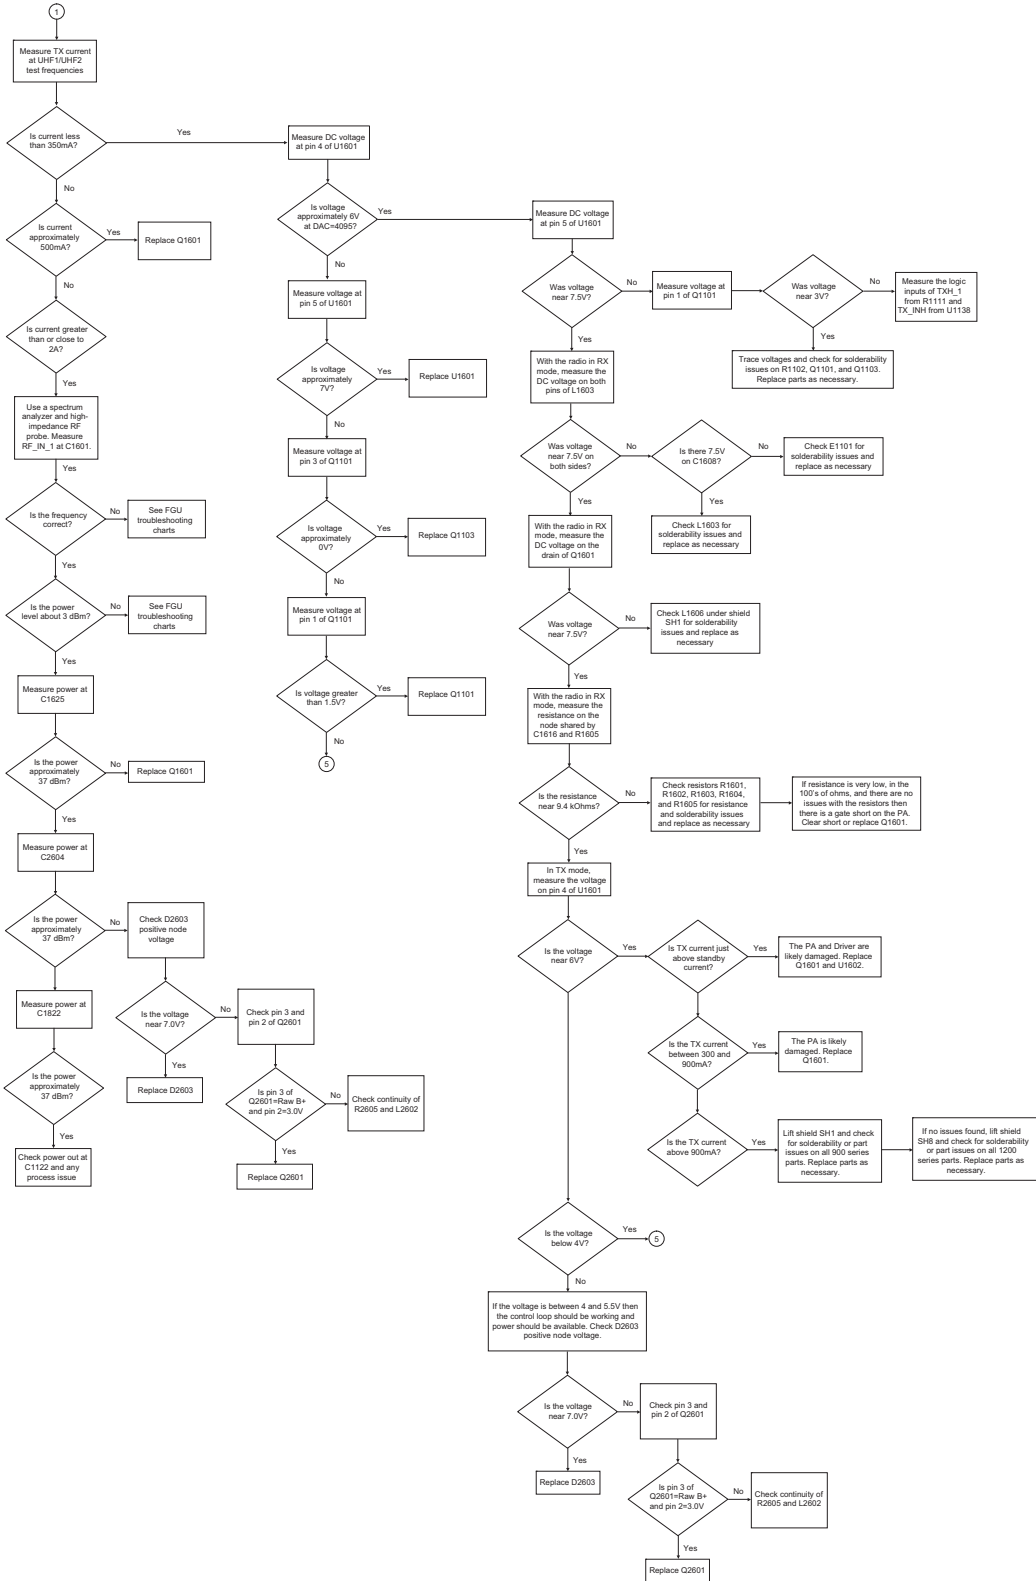 1
Measure TX current
at UHF1/UHF2
test frequencies
Is current less
than 350mA?
Yes
No
Is current
approximately
500mA?
Yes
Replace Q1601
No
Is current greater
than or close to
2A?
Yes
Use a spectrum
analyzer and high-
impedance RF
probe. Measure
RF_IN_1 at C1601.
Yes
Is the frequency
correct?
No
See FGU
troubleshooting
charts
Yes
Is the power
level about 3 dBm?
No
See FGU
troubleshooting
charts
Yes
Measure power at
C1625
Is the power
approximately
37 dBm?
No
Replace Q1601
Yes
Measure power at
C2604
Is the power
approximately
37 dBm?
No
Check D2603
positive node
voltage
Measure power at
C1822
Is the power
approximately
37 dBm?
Yes
Check power out at
C1122 and any
process issue
Is the voltage
near 7.0V?
No
Yes
Replace D2603
Check pin 3 and
pin 2 of Q2601
Is pin 3 of
Q2601=Raw B+
and pin 2=3.0V
No
Check continuity of
R2605 and L2602
Yes
Replace Q2601
Measure DC voltage
at pin 4 of U1601
Is voltage
approximately 6V
at DAC=4095?
Yes
No
Measure voltage at
pin 5 of U1601
Is voltage
approximately
7V?
Yes
Replace U1601
No
Measure voltage at
pin 3 of Q1101
Is voltage
approximately
0V?
Yes
Replace Q1103
No
Measure voltage at
pin 1 of Q1101
Is voltage greater
than 1.5V?
Yes
Replace Q1101
No
5
Measure DC voltage
at pin 5 of U1601
Was voltage
near 7.5V?
No
Measure voltage at
pin 1 of Q1101
Was voltage
near 3V?
No
Measure the logic
inputs of TXH_1
from R1111 and
TX_INH from U1138
Yes
Trace voltages and check for solderability
issues on R1102, Q1101, and Q1103.
Replace parts as necessary.
Yes
With the radio in RX
mode, measure the
DC voltage on both
pins of L1603
Was voltage
near 7.5V on
both sides?
No
Is there 7.5V
on C1608?
No
Check E1101 for
solderability issues and
replace as necessary
Yes
Check L1603 for
solderability issues and
replace as necessary
Yes
With the radio in RX
mode, measure the
DC voltage on the
drain of Q1601
Was voltage
near 7.5V?
No
Check L1606 under shield
SH1 for solderability
issues and replace as
necessary
Yes
With the radio in RX
mode, measure the
resistance on the
node shared by
C1616 and R1605
Is the resistance
near 9.4 kOhms?
No
Check resistors R1601,
R1602, R1603, R1604,
and R1605 for resistance
and solderability issues
and replace as necessary
If resistance is very low, in the
100's of ohms, and there are no
issues with the resistors then
there is a gate short on the PA.
Clear short or replace Q1601.
Yes
In TX mode,
measure the voltage
on pin 4 of U1601
Is the voltage
near 6V?
Yes
Is TX current just
above standby
current?
Yes
The PA and Driver are
likely damaged. Replace
Q1601 and U1602.
Is the TX current
between 300 and
900mA?
Yes
The PA is likely
damaged. Replace
Q1601.
Is the TX current
above 900mA?
Yes
Lift shield SH1 and check
for solderability or part
issues on all 900 series
parts. Replace parts as
necessary.
If no issues found, lift shield
SH8 and check for solderability
or part issues on all 1200
series parts. Replace parts as
necessary.
Is the voltage
below 4V?
Yes
5
No
If the voltage is between 4 and 5.5V then
the control loop should be working and
power should be available. Check D2603
positive node voltage.
Is the voltage
near 7.0V?
No
Check pin 3 and
pin 2 of Q2601
Yes
Replace D2603
Is pin 3 of
Q2601=Raw B+
and pin 2=3.0V
No
Check continuity of
R2605 and L2602
Yes
Replace Q2601